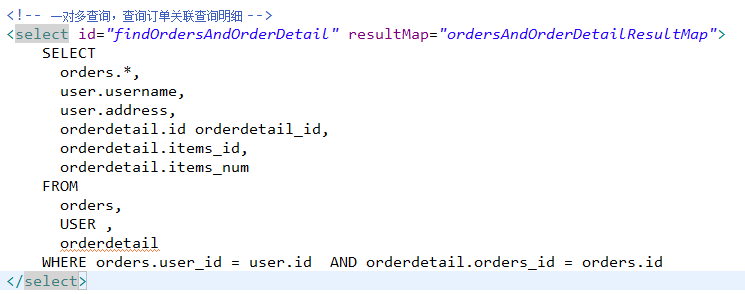 <!-- 一对多查询，查询订单关联查询明细 -->
<select id="findOrdersAndOrderDetail" resultMap="ordersAndOrderDetailResultMap">
    SELECT
      orders.*,
      user.username,
      user.address,
      orderdetail.id orderdetail_id,
      orderdetail.items_id,
      orderdetail.items_num
    FROM
      orders,
      USER ,
      orderdetail
    WHERE orders.user_id = user.id  AND orderdetail.orders_id = orders.id
</select>